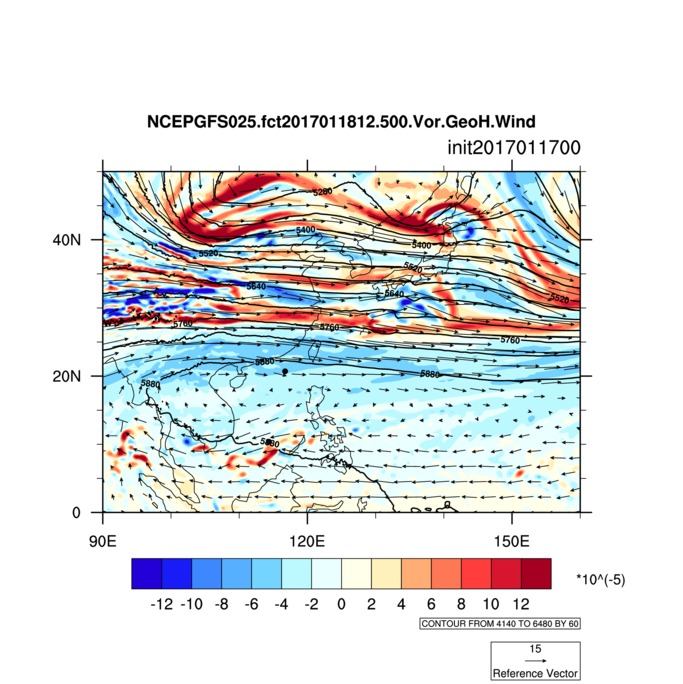 NCEPGFS025.fct2017011812.500.Vor.GeoH.Wind
init2017011700
5280
40N
5400
5400
5520
5520
5640
5640
5520
5760
5760
5760
5880
20N
5880
5880
5880
0
90E 120E 150E
-12 -10 -8 -6 -4 -2 0 2 4 6 8 10 12 *10^(-5)
CONTOUR FROM 4140 TO 6480 BY 60
15
Reference Vector